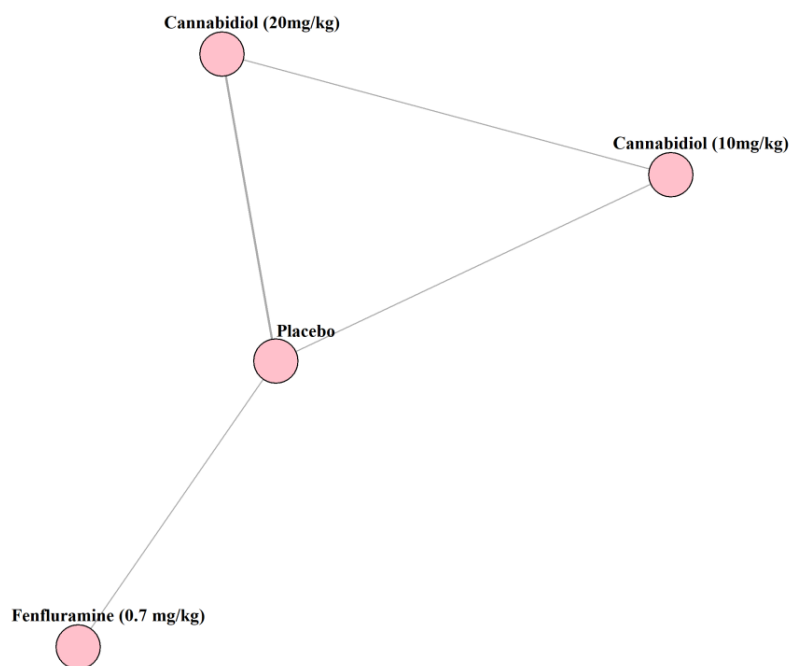 Cannabidiol (20mg/kg)
Cannabidiol (10mg/kg)
Placebo
Fenfluramine (0.7 mg/kg)